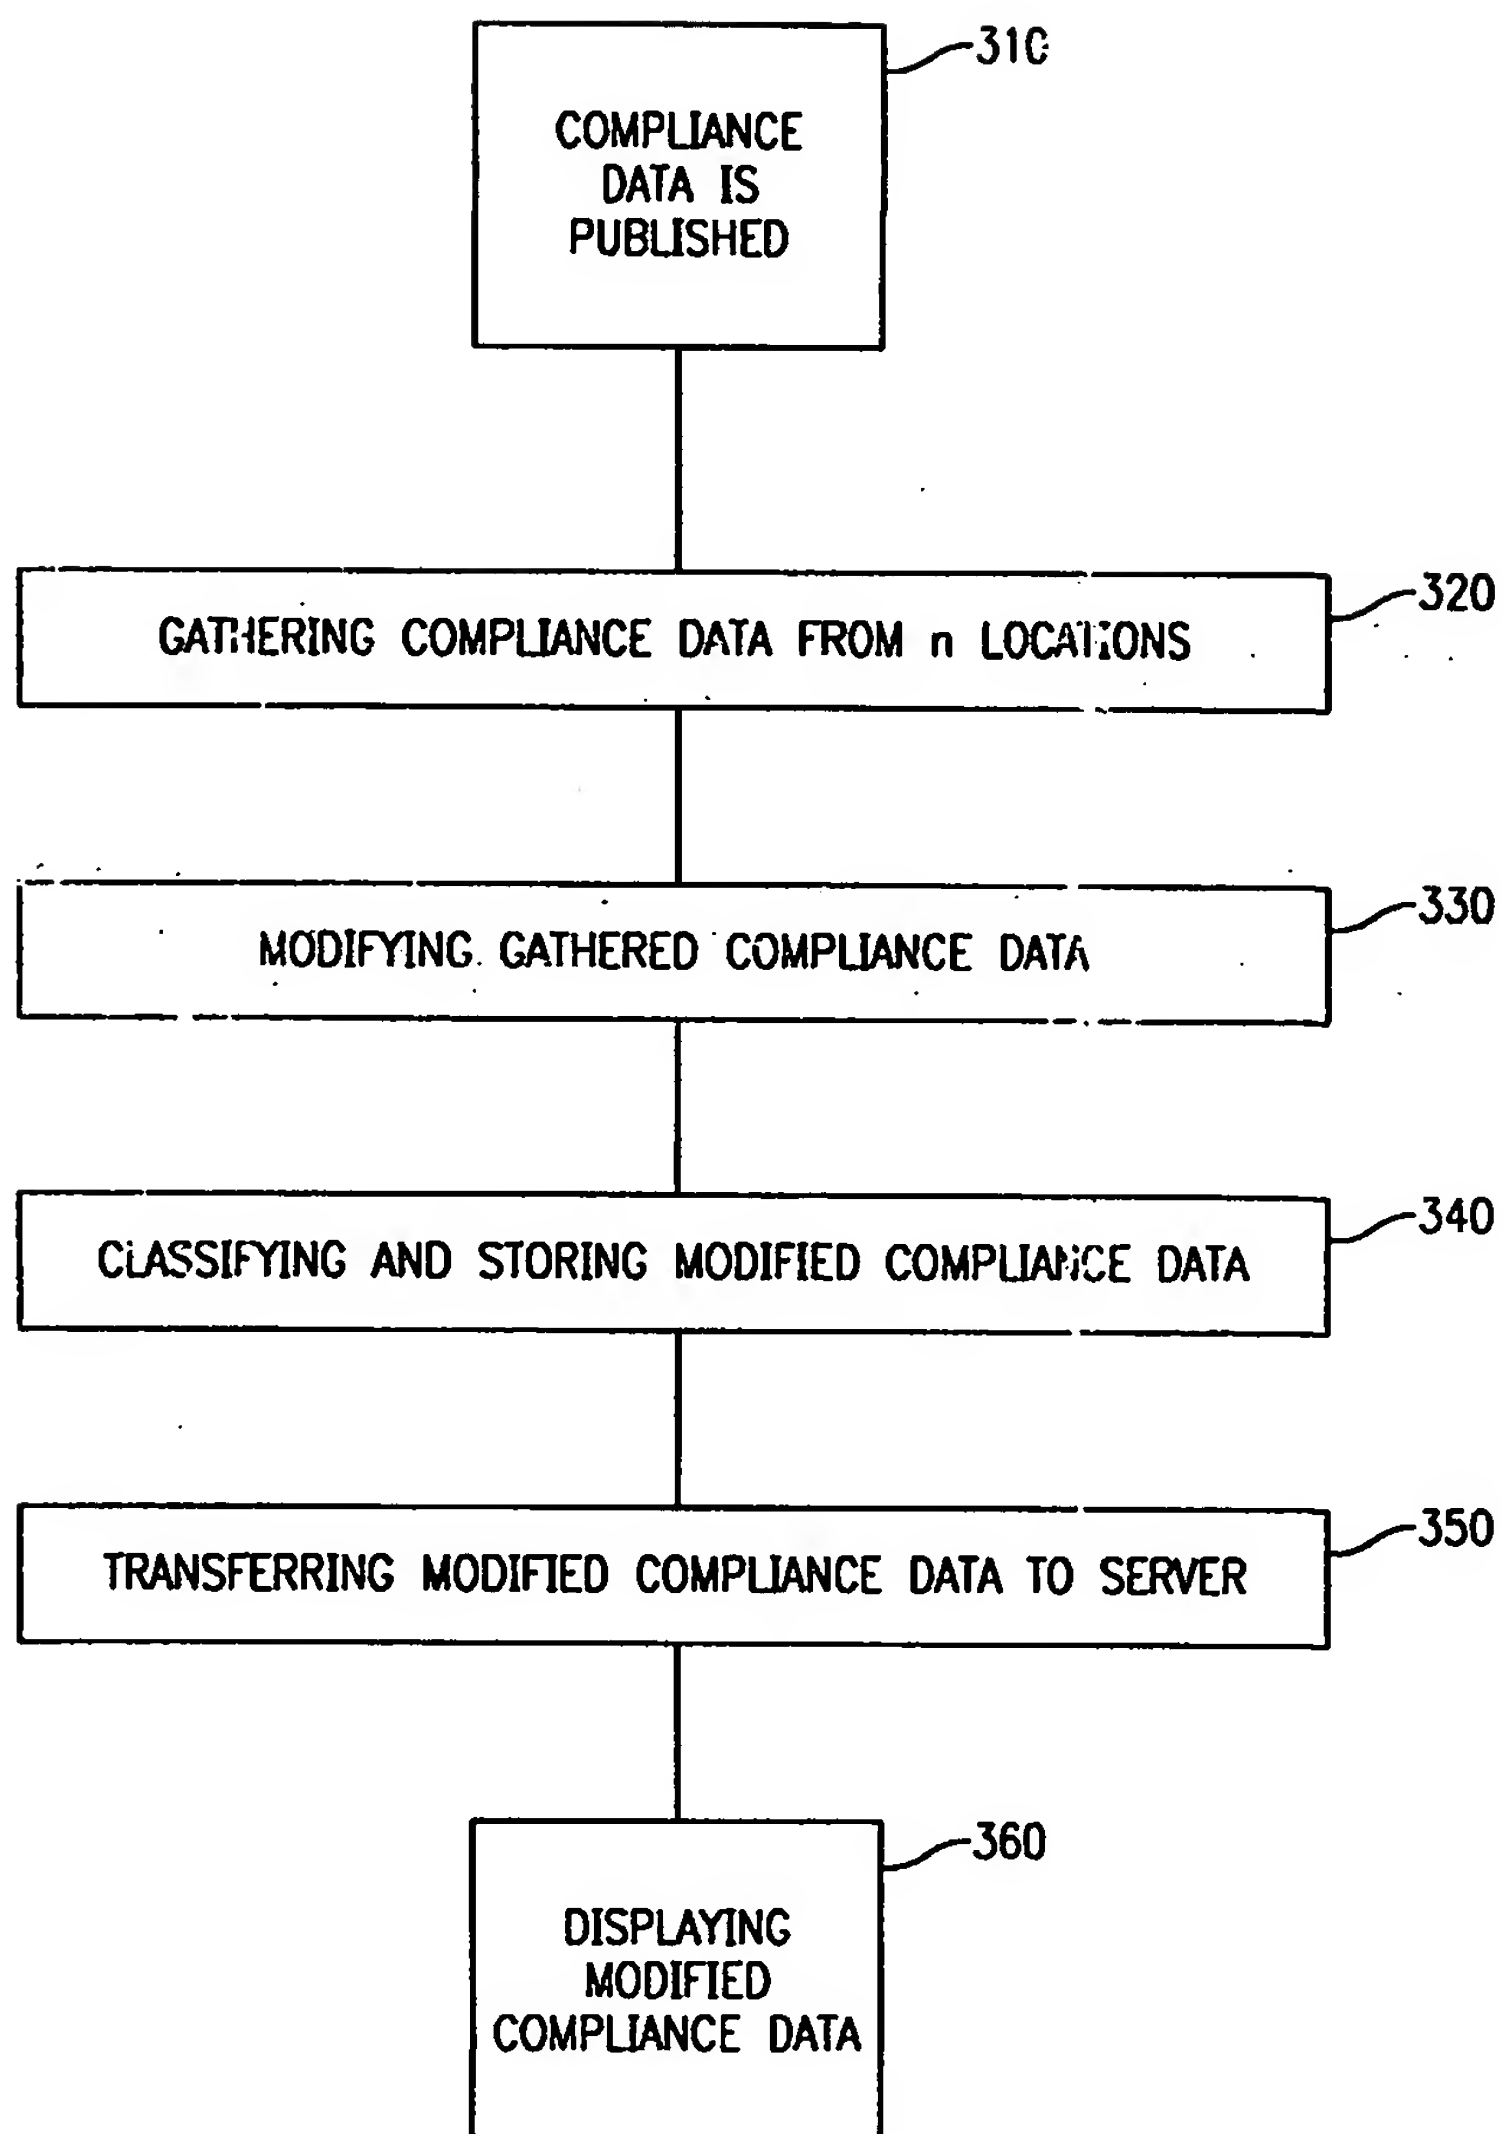 310
COMPLIANCE
DATA IS
PUBLISHED
320
GATHERING COMPLIANCE DATA FROM n LOCATIONS
330
MODIFYING GATHERED COMPLIANCE DATA
340
CLASSIFYING AND STORING MODIFIED COMPLIANCE DATA
350
TRANSFERRING MODIFIED COMPLIANCE DATA TO SERVER
360
DISPLAYING
MODIFIED
COMPLIANCE DATA